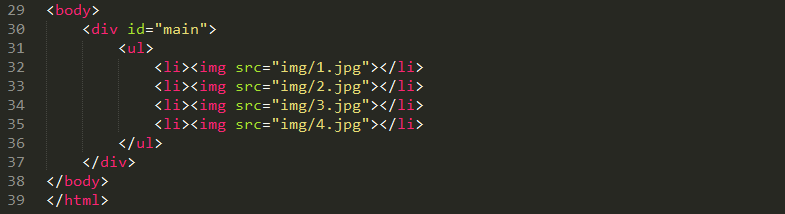 29 <body>
30     <div id="main">
31         <ul>
32             <li><img src="img/1.jpg"></li>
33             <li><img src="img/2.jpg"></li>
34             <li><img src="img/3.jpg"></li>
35             <li><img src="img/4.jpg"></li>
36         </ul>
37     </div>
38 </body>
39 </html>